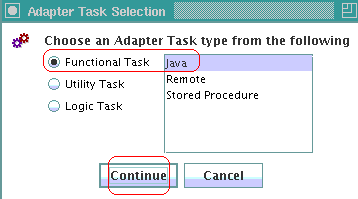 Adapter Task Selection
Choose an Adapter Task type from the following
Functional Task
Java
Utility Task
Remote
Stored Procedure
Logic Task
Continue
Cancel